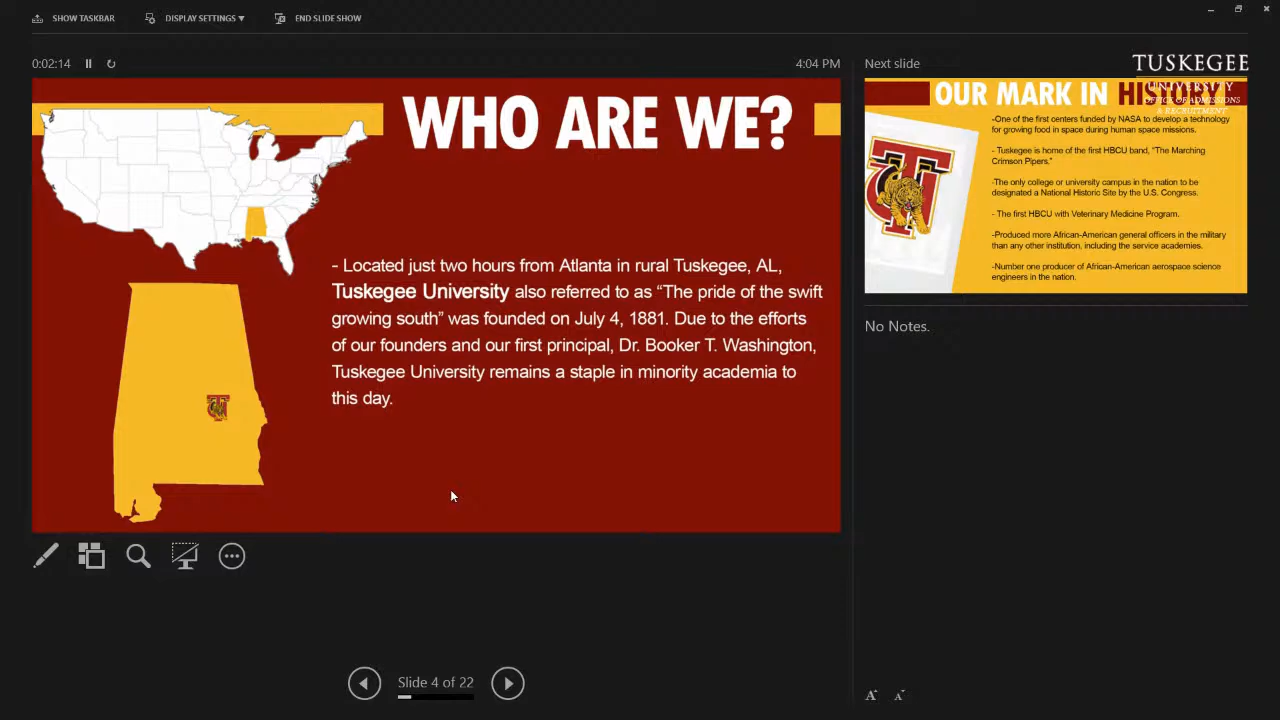 SHOW TASKBAR
DISPLAY SETTINGS ▼
END SLIDE SHOW
0:02:14
4:04 PM
WHO ARE WE?
- Located just two hours from Atlanta in rural Tuskegee, AL,
Tuskegee University also referred to as “The pride of the swift
growing south” was founded on July 4, 1881. Due to the efforts
of our founders and our first principal, Dr. Booker T. Washington,
Tuskegee University remains a staple in minority academia to
this day.
Slide 4 of 22
Next slide
TUSKEGEE
UNIVERSITY
OFFICE OF ADMISSIONS
& RECRUITMENT
OUR MARK IN
-One of the first centers funded by NASA to develop a technology
for growing food in space during human space missions.
- Tuskegee is home of the first HBCU band, “The Marching
Crimson Pipers.”
-The only college or university campus in the nation to be
designated a National Historic Site by the U.S. Congress.
- The first HBCU with Veterinary Medicine Program.
-Produced more African-American general officers in the military
than any other institution, including the service academies.
-Number one producer of African-American aerospace science
engineers in the nation.
No Notes.
A A